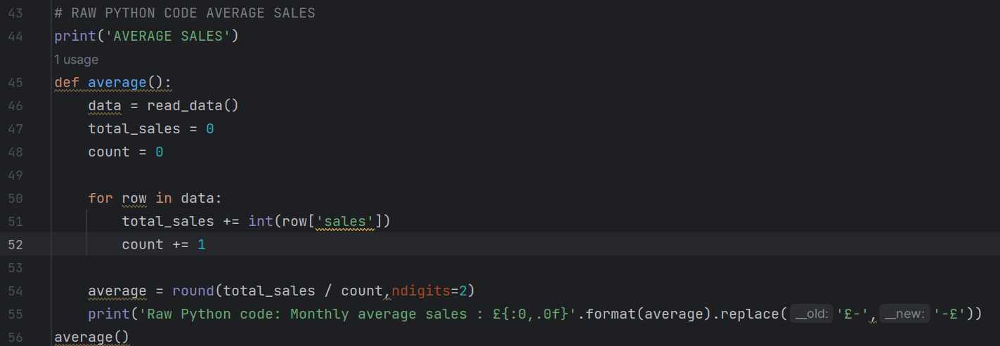 43 # RAW PYTHON CODE AVERAGE SALES
44 print('AVERAGE SALES')
1 usage
45 def average():
46     data = read_data()
47     total_sales = 0
48     count = 0
49
50     for row in data:
51         total_sales += int(row['sales'])
52         count += 1
53
54     average = round(total_sales / count,ndigits=2)
55     print('Raw Python code: Monthly average sales : £{:0,.0f}'.format(average).replace( __old: '£-', __new: '-£'))
56 average()